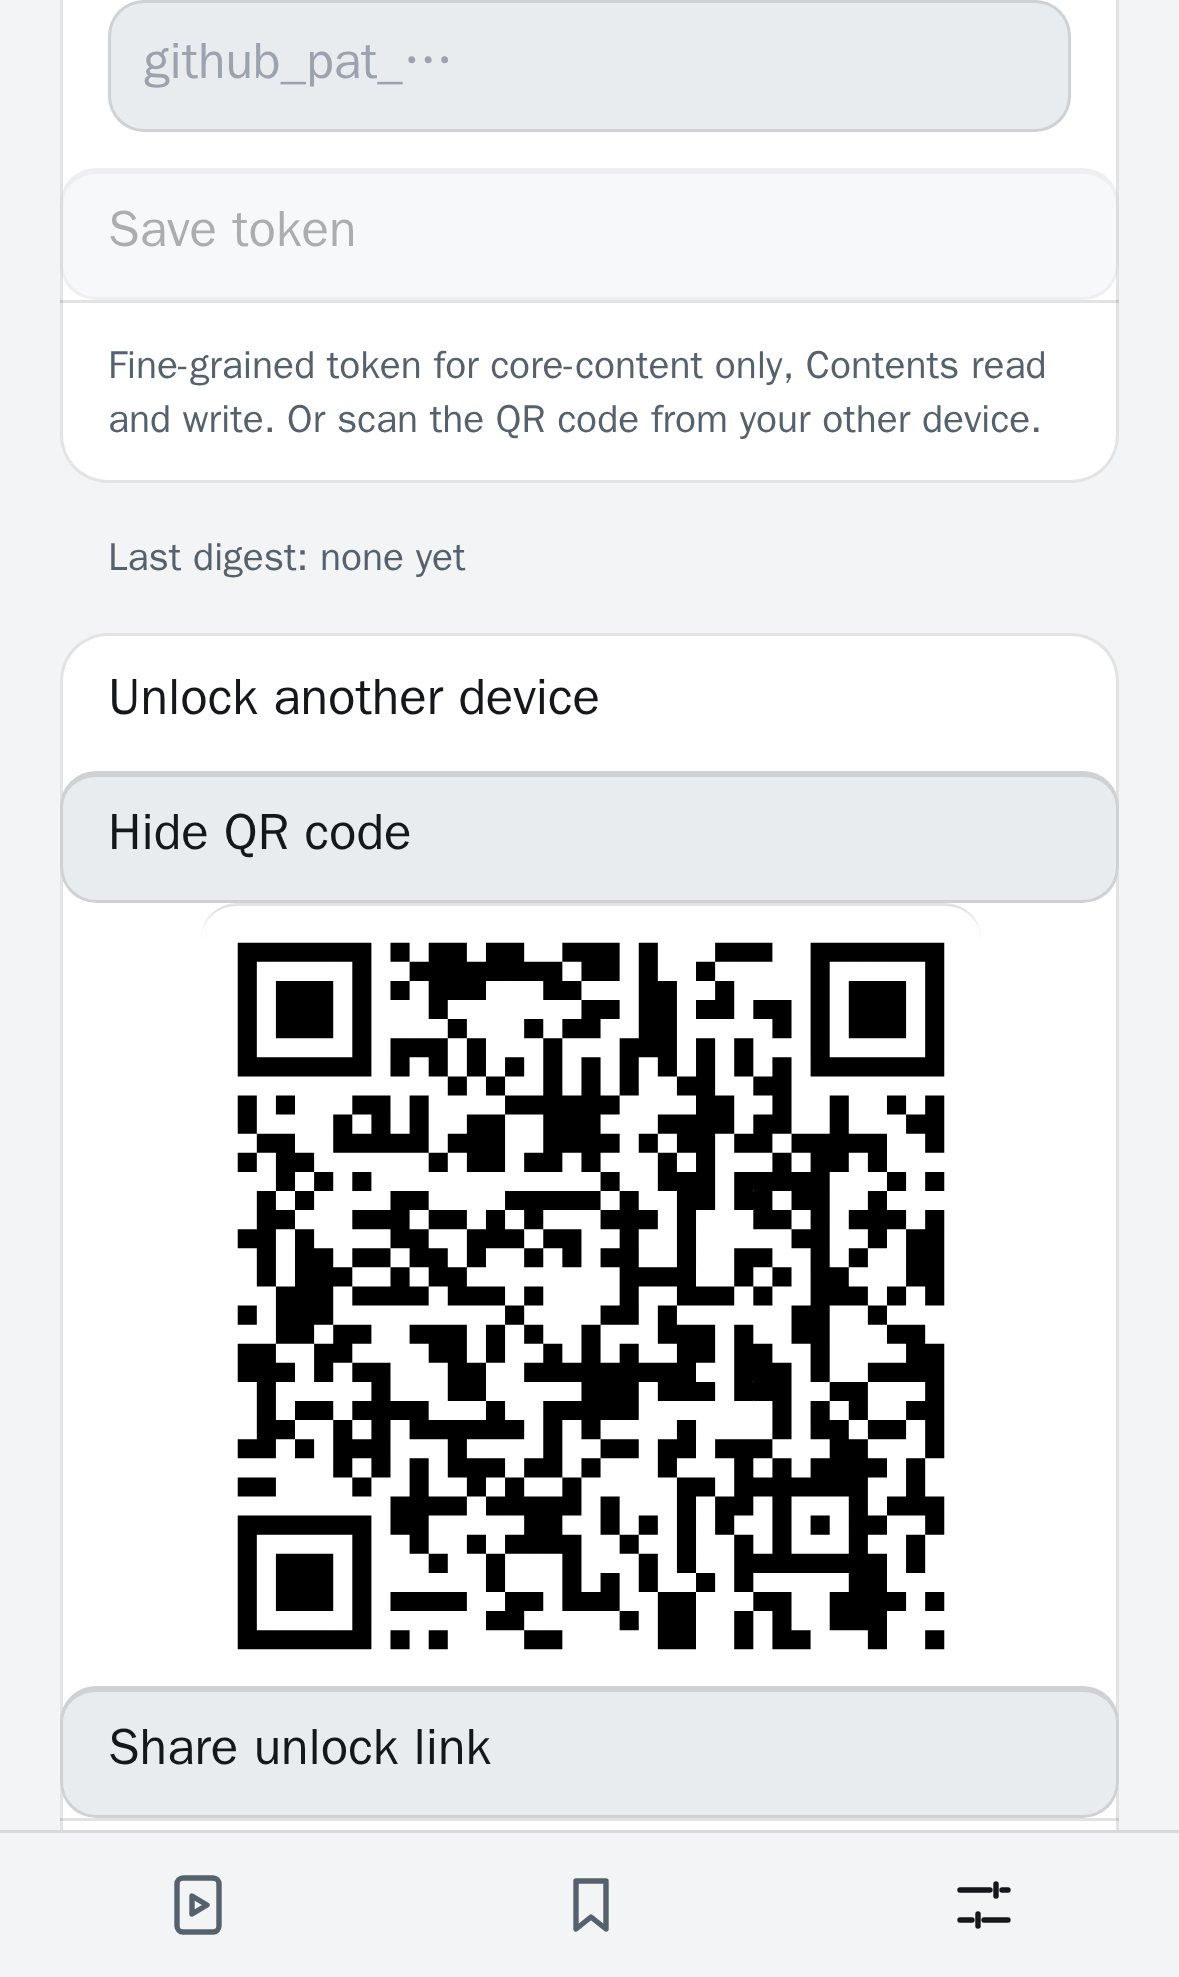 github_pat_···
Save token
Fine-grained token for core-content only, Contents read
and write. Or scan the QR code from your other device.
Last digest: none yet
Unlock another device
Hide QR code
Share unlock link